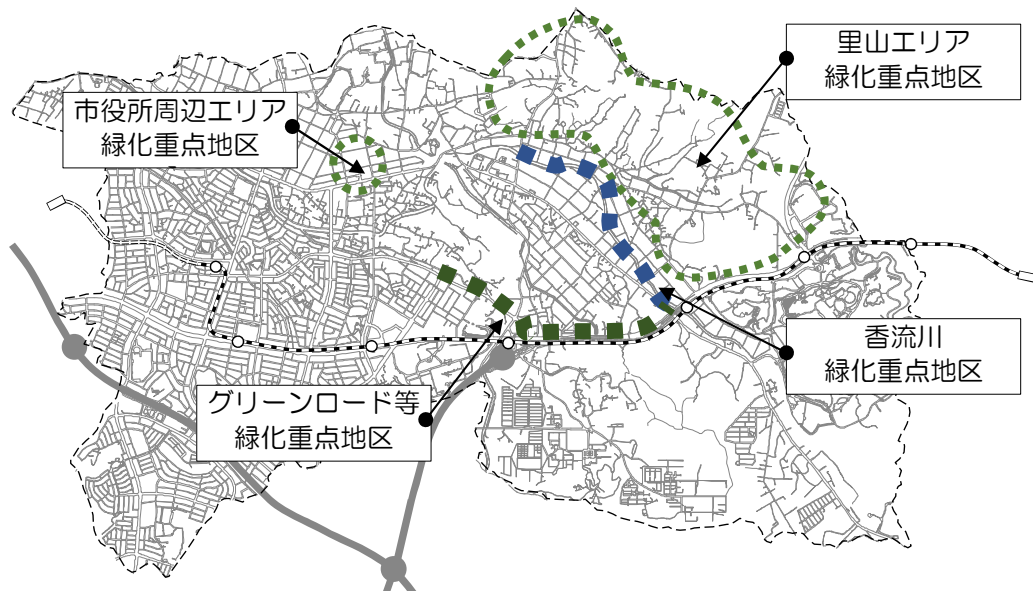 里山エリア
緑化重点地区
市役所周辺エリア
緑化重点地区
香流川
緑化重点地区
グリーンロード等
緑化重点地区